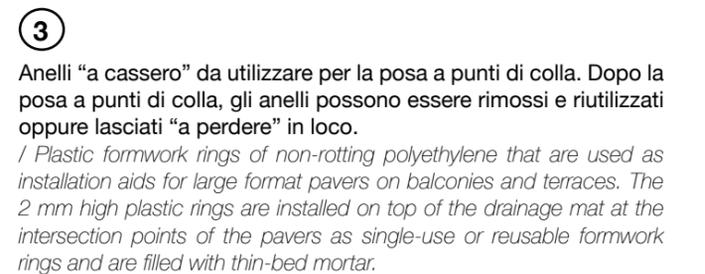 3
Anelli “a cassero” da utilizzare per la posa a punti di colla. Dopo la
posa a punti di colla, gli anelli possono essere rimossi e riutilizzati
oppure lasciati “a perdere” in loco.
/ Plastic formwork rings of non-rotting polyethylene that are used as
installation aids for large format pavers on balconies and terraces. The
2 mm high plastic rings are installed on top of the drainage mat at the
intersection points of the pavers as single-use or reusable formwork
rings and are filled with thin-bed mortar.